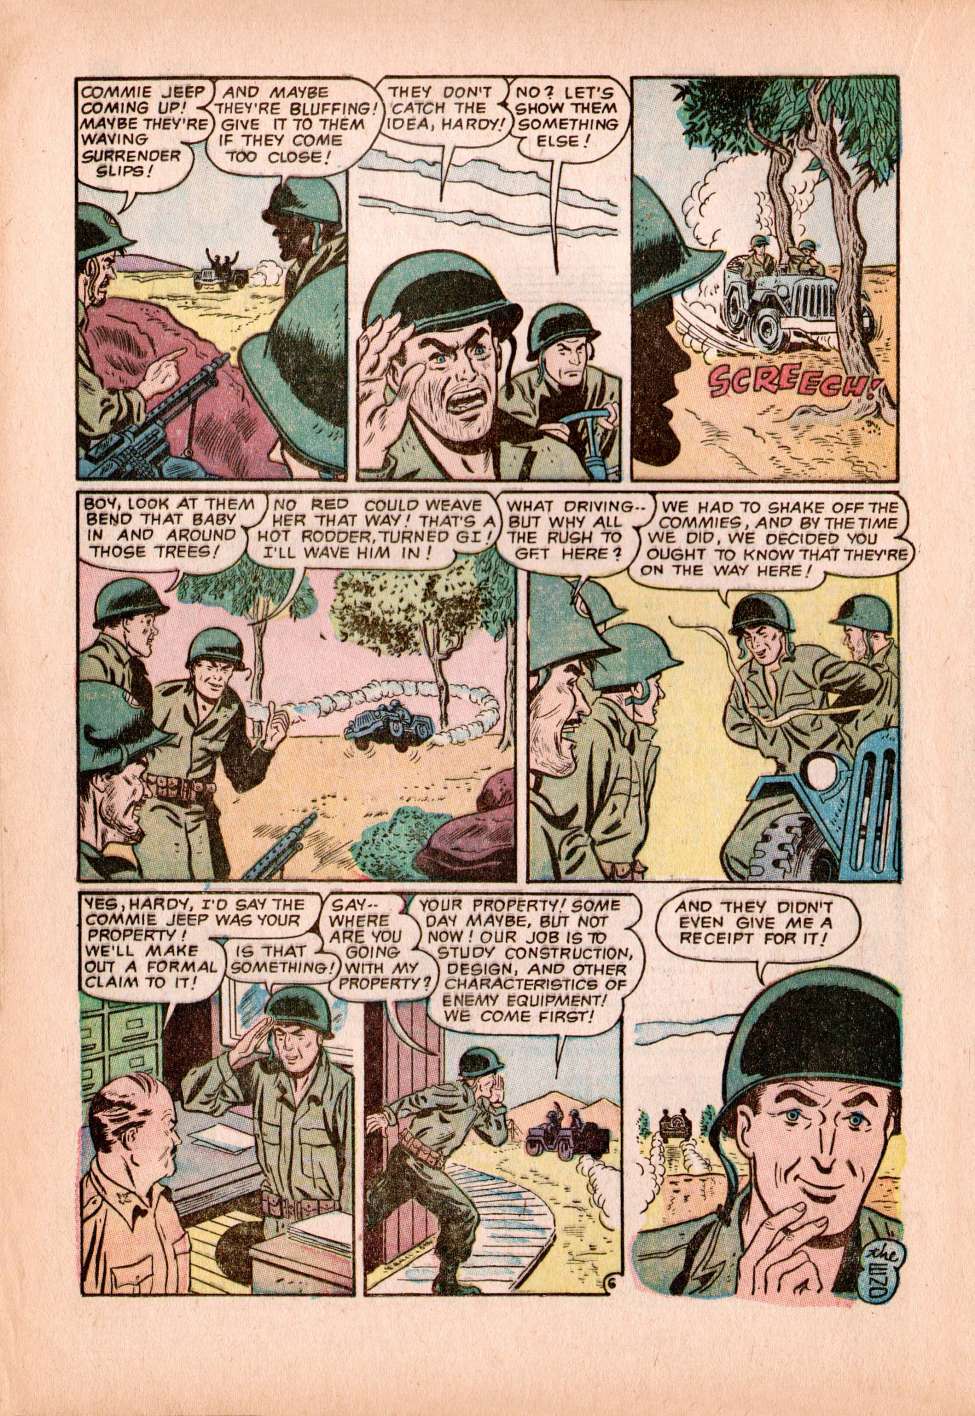 COMMIE JEEP
COMING UP!
MAYBE THEY'RE
WAVING
SURRENDER
SLIPS!
AND MAYBE
THEY'RE BLUFFING!
GIVE IT TO THEM
IF THEY COME
TOO CLOSE!
THEY DON'T
CATCH THE
IDEA, HARDY!
NO? LET'S
SHOW THEM
SOMETHING
ELSE!
SCREECH!
BOY, LOOK AT THEM
BEND THAT BABY
IN AND AROUND
THOSE TREES!
NO RED COULD WEAVE
HER THAT WAY! THAT'S A
HOT RODDER, TURNED GI!
I'LL WAVE HIM IN!
WHAT DRIVING--
BUT WHY ALL
THE RUSH TO
GET HERE?
WE HAD TO SHAKE OFF THE
COMMIES, AND BY THE TIME
WE DID, WE DECIDED YOU
OUGHT TO KNOW THAT THEY'RE
ON THE WAY HERE!
YES, HARDY, I'D SAY THE
COMMIE JEEP WAS YOUR
PROPERTY!
WE'LL MAKE
OUT A FORMAL
CLAIM TO IT!
IS THAT
SOMETHING!
SAY--
WHERE
ARE YOU
GOING
WITH MY
PROPERTY?
YOUR PROPERTY! SOME
DAY MAYBE, BUT NOT
NOW! OUR JOB IS TO
STUDY CONSTRUCTION,
DESIGN, AND OTHER
CHARACTERISTICS OF
ENEMY EQUIPMENT!
WE COME FIRST!
6
AND THEY DIDN'T
EVEN GIVE ME A
RECEIPT FOR IT!
the
END